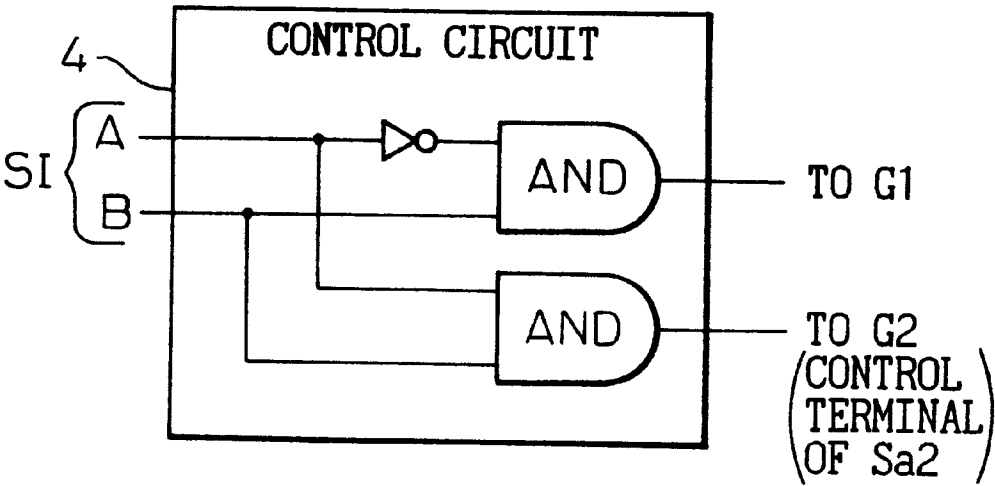 CONTROL CIRCUIT
4
SI
A
B
AND
TO G1
AND
TO G2
(CONTROL
TERMINAL
OF Sa2)